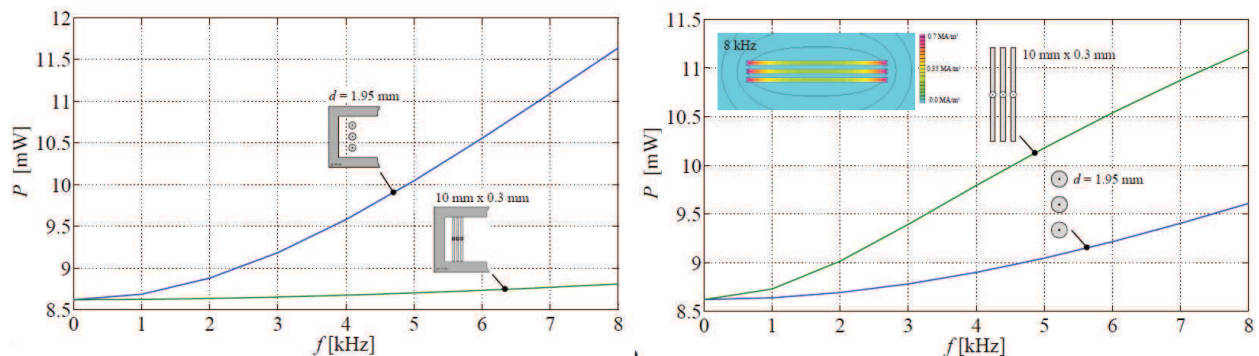 12
11.5
11
10.5
10
9.5
9
8.5
P [mW]
d = 1.95 mm
10 mm x 0.3 mm
0 1 2 3 4 5 6 7 8
f [kHz]
11.5
11
10.5
10
9.5
9
8.5
P [mW]
8 kHz
0.7 MA/m²
0.35 MA/m²
0.0 MA/m²
10 mm x 0.3 mm
d = 1.95 mm
0 1 2 3 4 5 6 7 8
f [kHz]